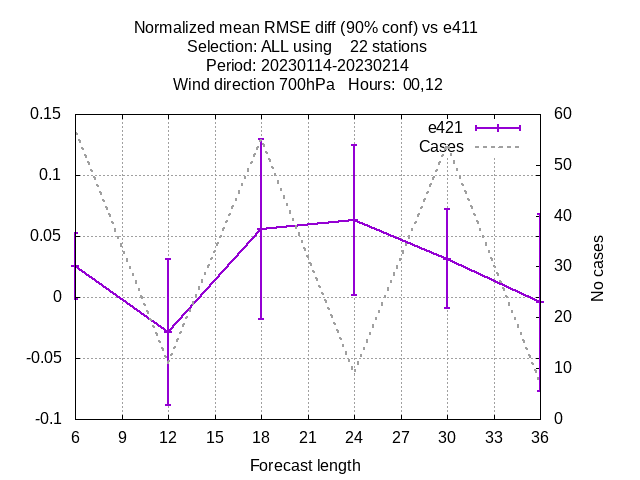 Normalized mean RMSE diff (90% conf) vs e411
Selection: ALL using    22 stations
Period: 20230114-20230214
Wind direction 700hPa   Hours:  00,12
0.15
0.1
0.05
0
-0.05
-0.1
60
50
40
30
20
10
0
e421
Cases
No cases
6 9 12 15 18 21 24 27 30 33 36
Forecast length